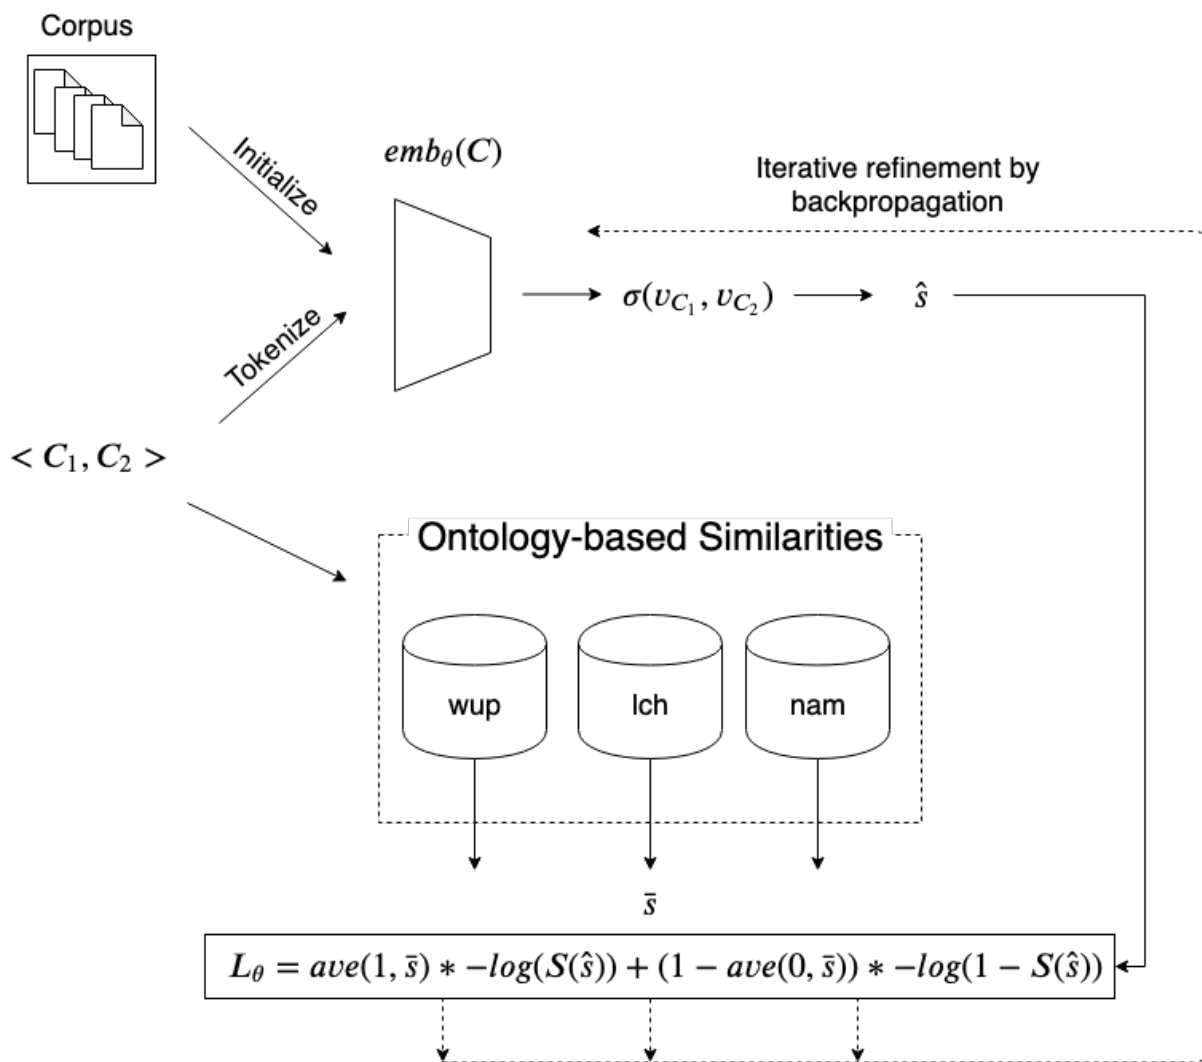 Corpus
Initialize
emb_θ(C)
Iterative refinement by
backpropagation
σ(v_{C_1}, v_{C_2})
ŝ
Tokenize
< C_1, C_2 >
Ontology-based Similarities
wup
lch
nam
s̄
L_θ = ave(1, s̄) * −log(S(ŝ)) + (1 − ave(0, s̄)) * −log(1 − S(ŝ))